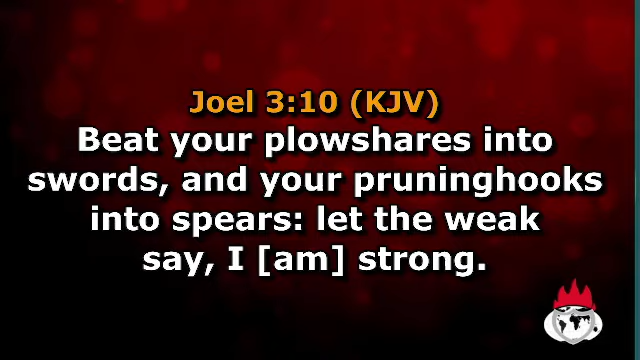 Joel 3:10 (KJV)
Beat your plowshares into
swords, and your pruninghooks
into spears: let the weak
say, I [am] strong.